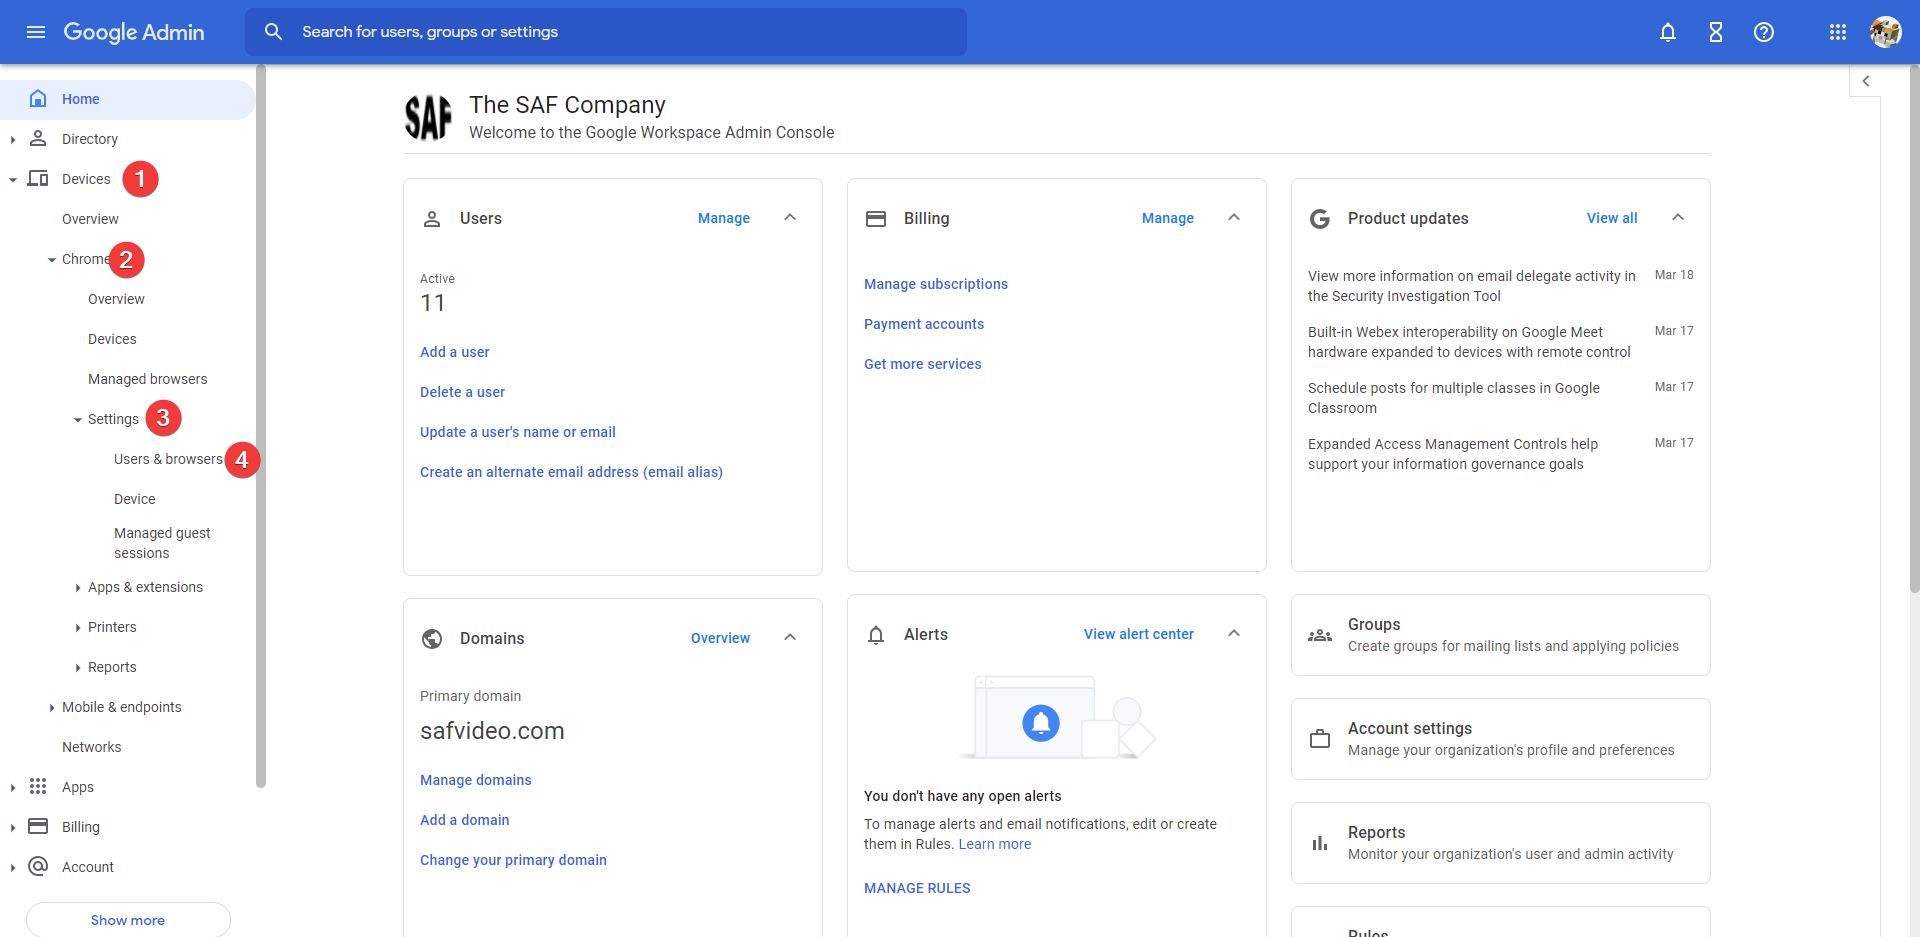 Google Admin
Search for users, groups or settings
Home
Directory
Devices 1
Overview
Chrome 2
Overview
Devices
Managed browsers
Settings 3
Users & browsers 4
Device
Managed guest
sessions
Apps & extensions
Printers
Reports
Mobile & endpoints
Networks
Apps
Billing
Account
Show more
SAF
The SAF Company
Welcome to the Google Workspace Admin Console
Users Manage
Active
11
Add a user
Delete a user
Update a user's name or email
Create an alternate email address (email alias)
Billing Manage
Manage subscriptions
Payment accounts
Get more services
Product updates View all
View more information on email delegate activity in Mar 18
the Security Investigation Tool
Built-in Webex interoperability on Google Meet Mar 17
hardware expanded to devices with remote control
Schedule posts for multiple classes in Google Mar 17
Classroom
Expanded Access Management Controls help Mar 17
support your information governance goals
Domains Overview
Primary domain
safvideo.com
Manage domains
Add a domain
Change your primary domain
Alerts View alert center
You don't have any open alerts
To manage alerts and email notifications, edit or create
them in Rules. Learn more
MANAGE RULES
Groups
Create groups for mailing lists and applying policies
Account settings
Manage your organization's profile and preferences
Reports
Monitor your organization's user and admin activity
Rules